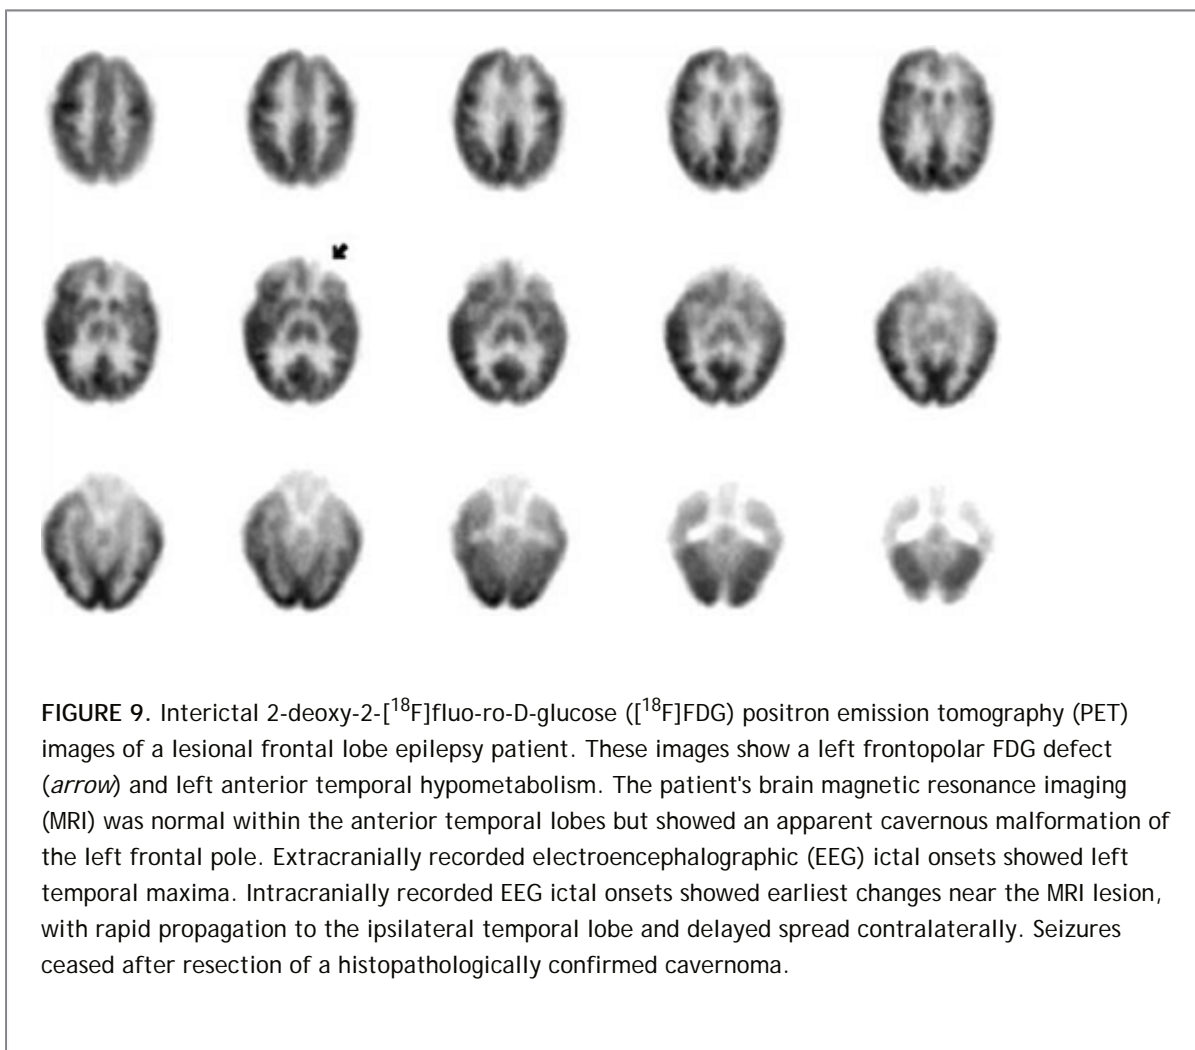 FIGURE 9. Interictal 2-deoxy-2-[18F]fluo-ro-D-glucose ([18F]FDG) positron emission tomography (PET)
images of a lesional frontal lobe epilepsy patient. These images show a left frontopolar FDG defect
(arrow) and left anterior temporal hypometabolism. The patient's brain magnetic resonance imaging
(MRI) was normal within the anterior temporal lobes but showed an apparent cavernous malformation of
the left frontal pole. Extracranially recorded electroencephalographic (EEG) ictal onsets showed left
temporal maxima. Intracranially recorded EEG ictal onsets showed earliest changes near the MRI lesion,
with rapid propagation to the ipsilateral temporal lobe and delayed spread contralaterally. Seizures
ceased after resection of a histopathologically confirmed cavernoma.